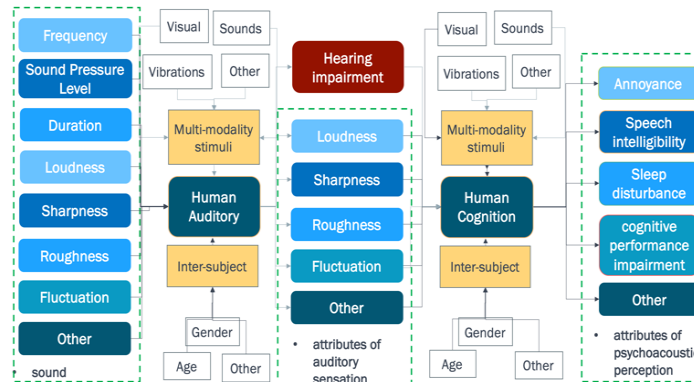 Frequency
Sound Pressure
Level
Duration
Loudness
Sharpness
Roughness
Fluctuation
Other
• sound
Visual
Sounds
Vibrations
Other
Multi-modality
stimuli
Human
Auditory
Inter-subject
Gender
Age
Other
Hearing
impairment
Loudness
Sharpness
Roughness
Fluctuation
Other
• attributes of
auditory
sensation
Visual
Sounds
Vibrations
Other
Multi-modality
stimuli
Human
Cognition
Inter-subject
Gender
Age
Other
Annoyance
Speech
intelligibility
Sleep
disturbance
cognitive
performance
impairment
Other
• attributes of
psychoacoustic
perception